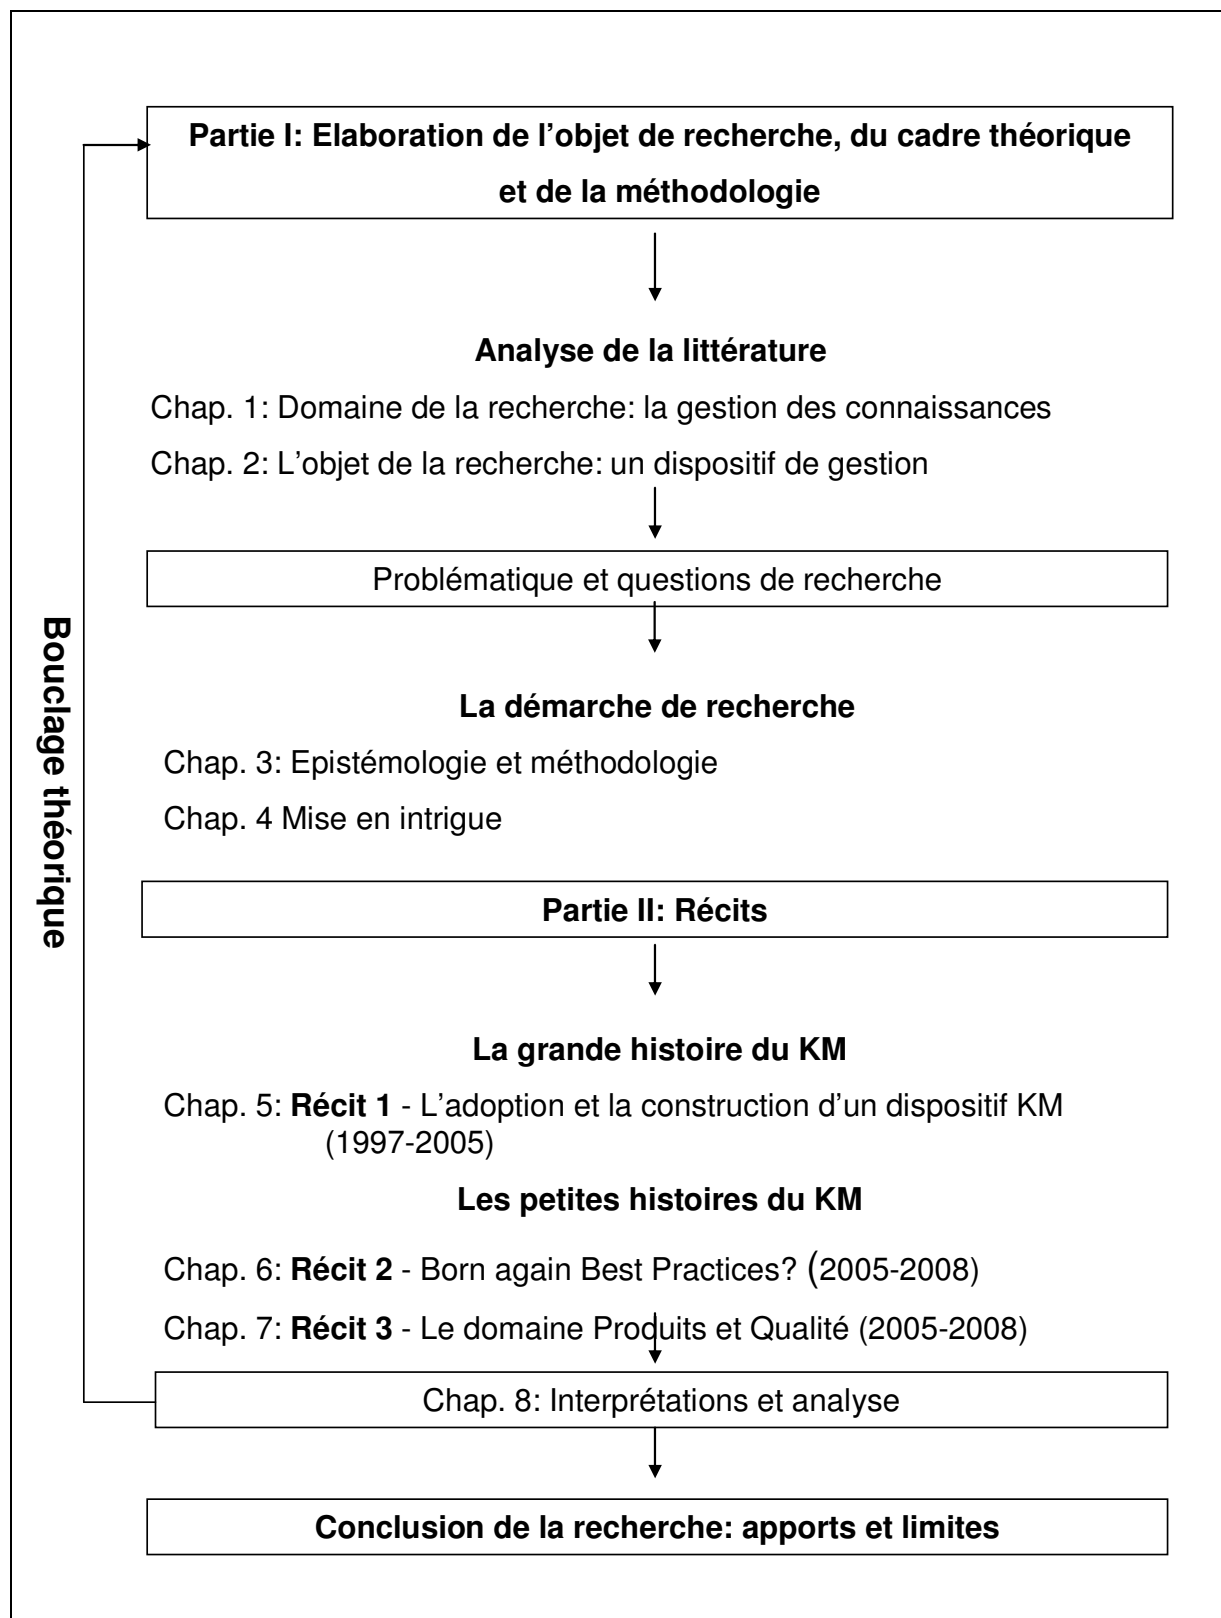 Partie I: Elaboration de l’objet de recherche, du cadre théorique
et de la méthodologie
Analyse de la littérature
Chap. 1: Domaine de la recherche: la gestion des connaissances
Chap. 2: L’objet de la recherche: un dispositif de gestion
Problématique et questions de recherche
La démarche de recherche
Chap. 3: Epistémologie et méthodologie
Chap. 4 Mise en intrigue
Bouclage théorique
Partie II: Récits
La grande histoire du KM
Chap. 5: Récit 1 - L’adoption et la construction d’un dispositif KM
(1997-2005)
Les petites histoires du KM
Chap. 6: Récit 2 - Born again Best Practices? (2005-2008)
Chap. 7: Récit 3 - Le domaine Produits et Qualité (2005-2008)
Chap. 8: Interprétations et analyse
Conclusion de la recherche: apports et limites